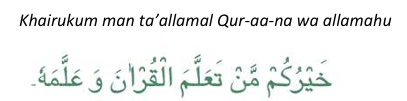 Khairukum man ta’allamal Qur-aa-na wa allamahu
خَيْرُكُمْ مَّنْ تَعَلَّمَ الْقُرْاٰنَ وَ عَلَّمَهٗ۔